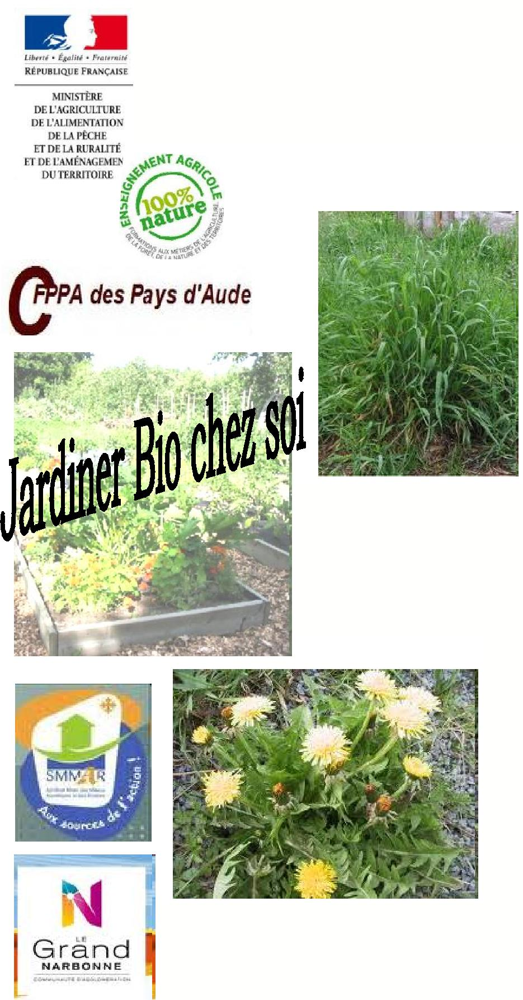 Liberté • Égalité • Fraternité
RÉPUBLIQUE FRANÇAISE
MINISTÈRE
DE L'AGRICULTURE
DE L'ALIMENTATION
DE LA PÊCHE
ET DE LA RURALITÉ
ET DE L'AMÉNAGEMEN
DU TERRITOIRE
ENSEIGNEMENT AGRICOLE
100%
nature
FORMATIONS AUX MÉTIERS DE L'AGRICULTURE,
DE LA FORÊT, DE LA NATURE ET DES TERRITOIRES
CFPPA des Pays d'Aude
Jardiner Bio chez soi
SMMAR
Aux sources de l'action !
LE
Grand
NARBONNE
COMMUNAUTÉ D'AGGLOMÉRATION